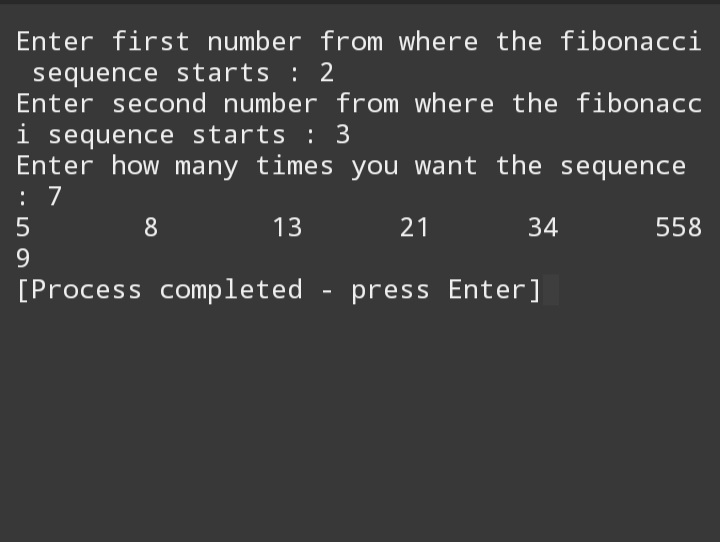 Enter first number from where the fibonacci
 sequence starts : 2
Enter second number from where the fibonacc
i sequence starts : 3
Enter how many times you want the sequence
: 7
5       8       13      21      34      558
9
[Process completed - press Enter]